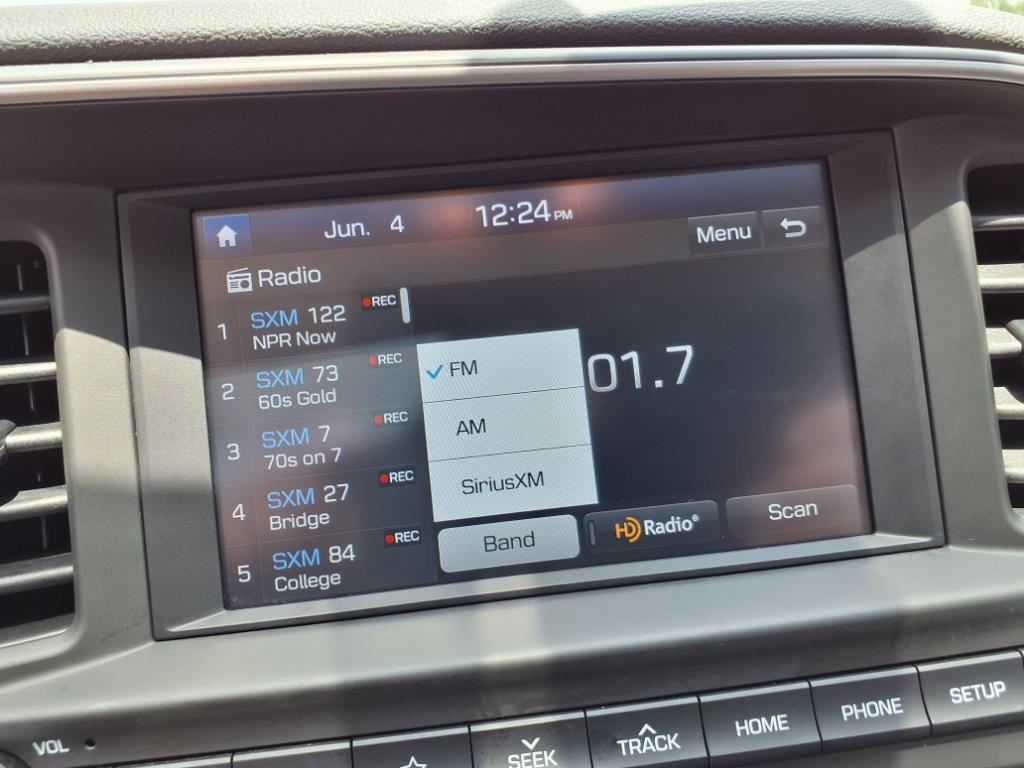 Jun. 4
12:24 PM
Menu
Radio
1 SXM 122 REC
NPR Now
2 SXM 73 REC
60s Gold
3 SXM 7 REC
70s on 7
4 SXM 27 REC
Bridge
5 SXM 84 REC
College
FM
AM
SiriusXM
01.7
Band
HD Radio®
Scan
VOL
SEEK
TRACK
HOME
PHONE
SETUP